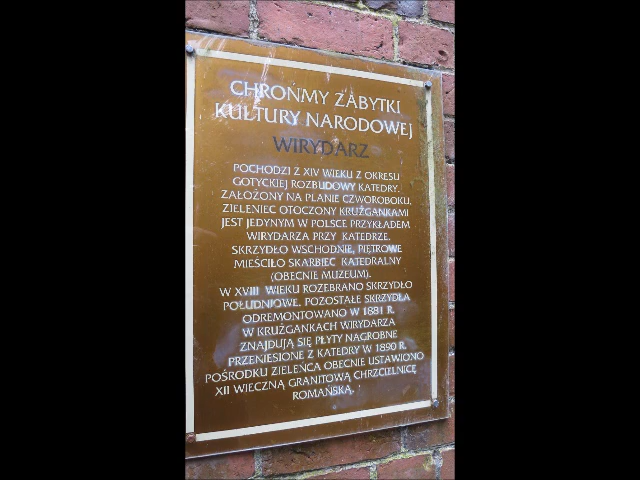 CHROŃMY ZABYTKI
KULTURY NARODOWEJ
WIRYDARZ
POCHODZI Z XIV WIEKU Z OKRESU
GOTYCKIEJ ROZBUDOWY KATEDRY.
ZAŁOŻONY NA PLANIE CZWOROBOKU,
ZIELENIEC OTOCZONY KRUŻGANKAMI
JEST JEDYNYM W POLSCE PRZYKŁADEM
WIRYDARZA PRZY KATEDRZE.
SKRZYDŁO WSCHODNIE, PIĘTROWE
MIEŚCIŁO SKARBIEC KATEDRALNY
(OBECNIE MUZEUM).
W XVIII WIEKU ROZEBRANO SKRZYDŁO
POŁUDNIOWE. POZOSTAŁE SKRZYDŁA
ODREMONTOWANO W 1881 R.
W KRUŻGANKACH WIRYDARZA
ZNAJDUJĄ SIĘ PŁYTY NAGROBNE
PRZENIESIONE Z KATEDRY W 1890 R.
POŚRODKU ZIELEŃCA OBECNIE USTAWIONO
XII WIECZNĄ GRANITOWĄ CHRZCIELNICĘ
ROMAŃSKĄ.